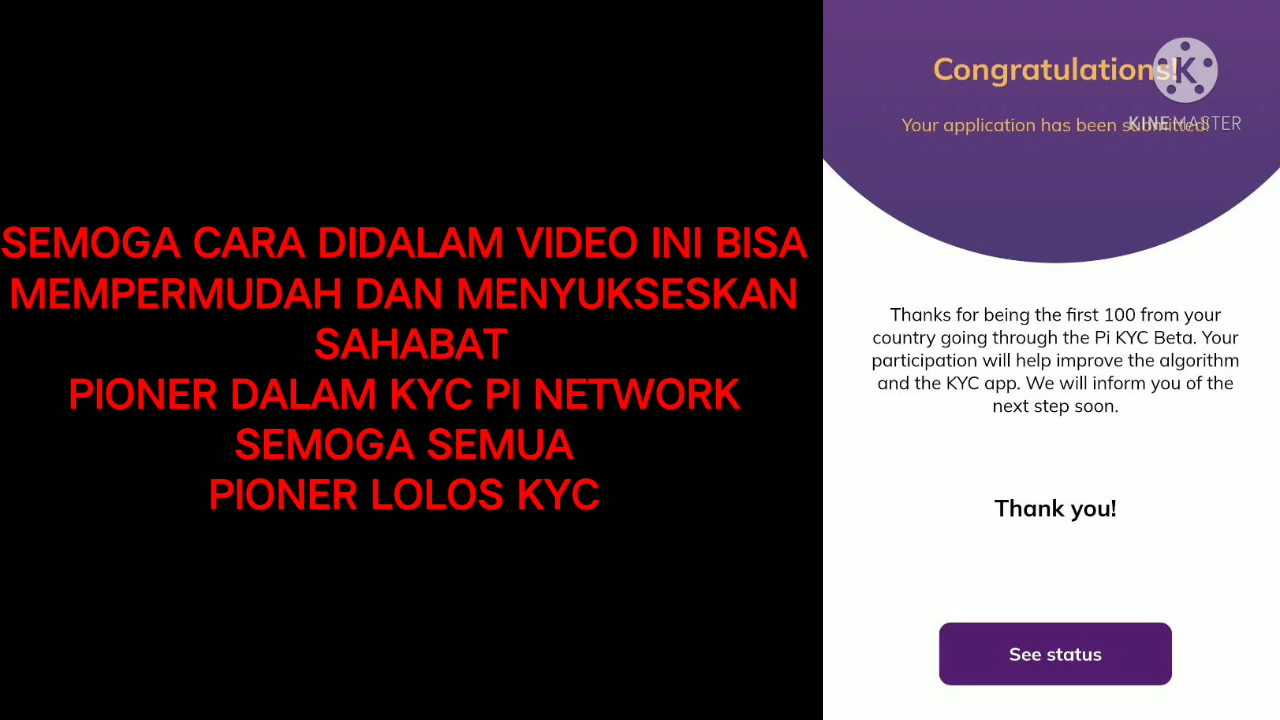 SEMOGA CARA DIDALAM VIDEO INI BISA
MEMPERMUDAH DAN MENYUKSESKAN
SAHABAT
PIONER DALAM KYC PI NETWORK
SEMOGA SEMUA
PIONER LOLOS KYC
Congratulations!
K
Your application has been submitted!
KINEMASTER
Thanks for being the first 100 from your
country going through the Pi KYC Beta. Your
participation will help improve the algorithm
and the KYC app. We will inform you of the
next step soon.
Thank you!
See status